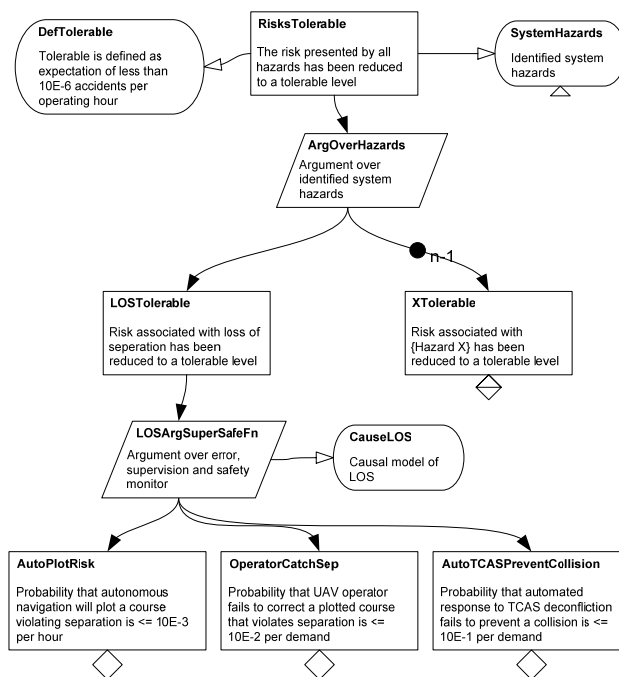 DefTolerable
Tolerable is defined as
expectation of less than
10E-6 accidents per
operating hour
RisksTolerable
The risk presented by all
hazards has been reduced
to a tolerable level
SystemHazards
Identified system
hazards
ArgOverHazards
Argument over
identified system
hazards
n-1
LOSTolerable
Risk associated with loss of
seperation has been
reduced to a tolerable level
XTolerable
Risk associated with
{Hazard X} has been
reduced to a tolerable level
LOSArgSuperSafeFn
Argument over error,
supervision and safety
monitor
CauseLOS
Causal model of
LOS
AutoPlotRisk
Probability that autonomous
navigation will plot a course
violating separation is <= 10E-3
per hour
OperatorCatchSep
Probability that UAV operator
fails to correct a plotted course
that violates separation is <=
10E-2 per demand
AutoTCASPreventCollision
Probability that automated
response to TCAS deconfliction
fails to prevent a collision is <=
10E-1 per demand